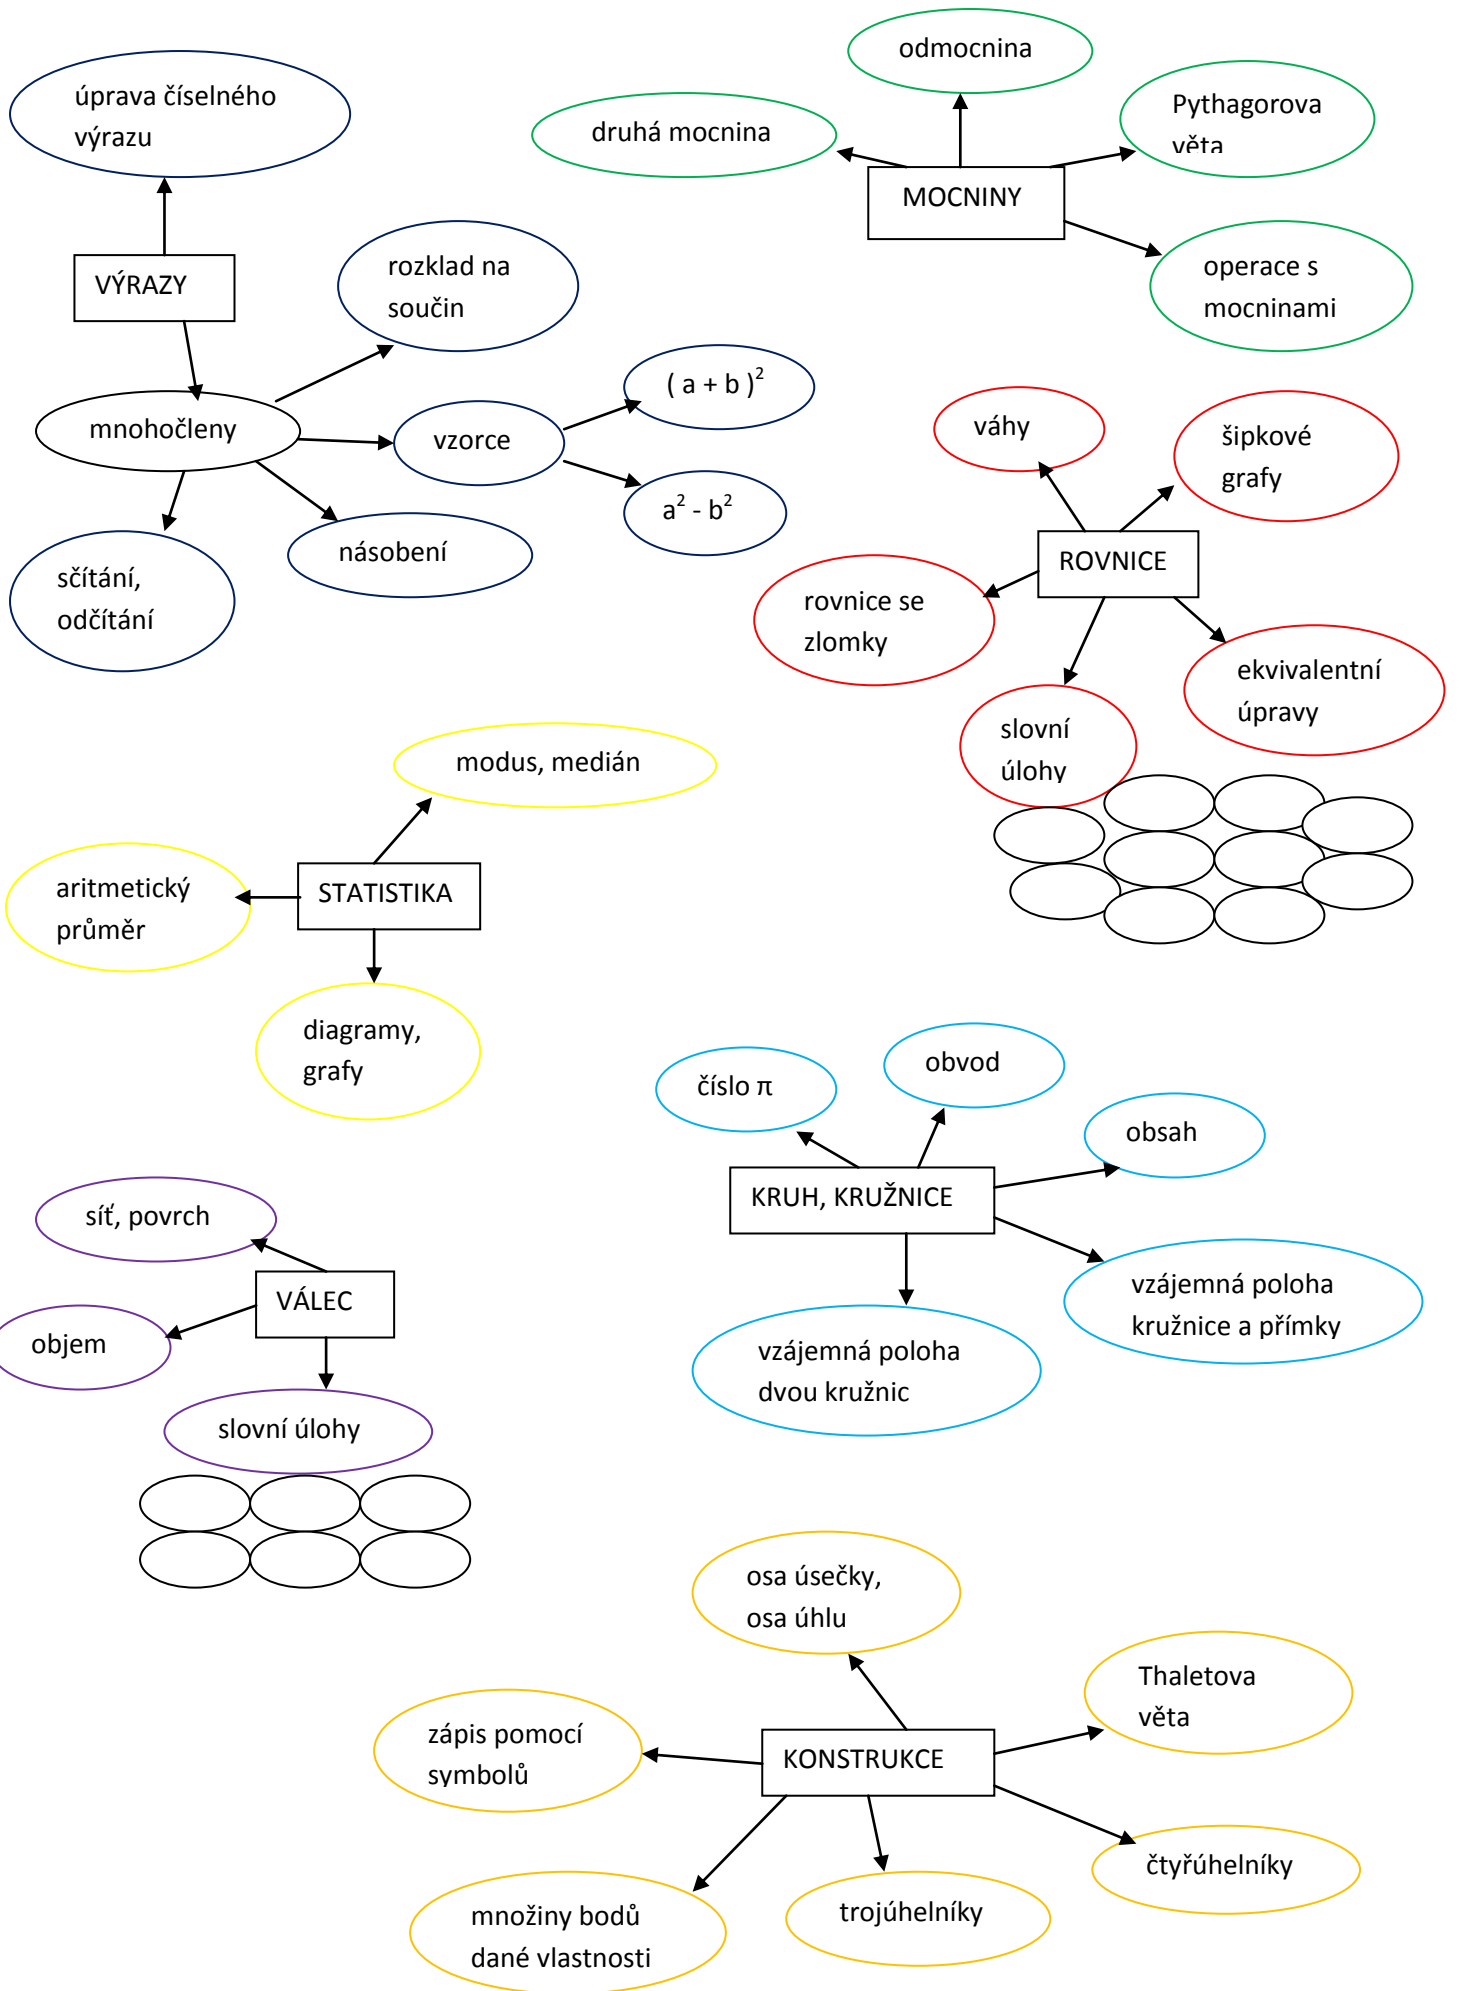 úprava číselného
výrazu
VÝRAZY
rozklad na
součin
mnohočleny
vzorce
( a + b )²
a² - b²
násobení
sčítání,
odčítání
odmocnina
druhá mocnina
Pythagorova
věta
MOCNINY
operace s
mocninami
váhy
šipkové
grafy
ROVNICE
rovnice se
zlomky
ekvivalentní
úpravy
slovní
úlohy
modus, medián
aritmetický
průměr
STATISTIKA
diagramy,
grafy
číslo π
obvod
obsah
KRUH, KRUŽNICE
vzájemná poloha
kružnice a přímky
vzájemná poloha
dvou kružnic
síť, povrch
VÁLEC
objem
slovní úlohy
osa úsečky,
osa úhlu
Thaletova
věta
zápis pomocí
symbolů
KONSTRUKCE
čtyřúhelníky
trojúhelníky
množiny bodů
dané vlastnosti